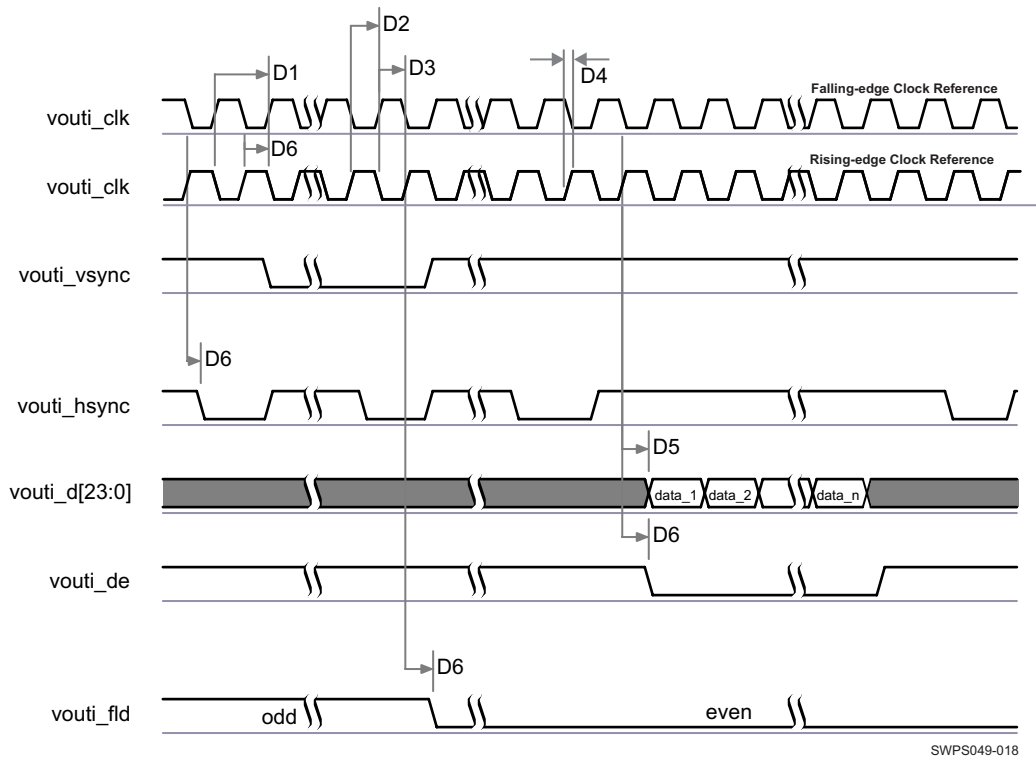 D2
D1
D3
D4
Falling-edge Clock Reference
vouti_clk
D6
Rising-edge Clock Reference
vouti_clk
vouti_vsync
D6
vouti_hsync
D5
vouti_d[23:0]
data_1 data_2 data_n
D6
vouti_de
D6
vouti_fld
odd even
SWPS049-018